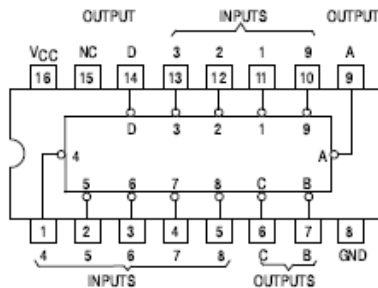 OUTPUT INPUTS OUTPUT
VCC NC D 3 2 1 9 A
16 15 14 13 12 11 10 9
D 3 2 1 9
4 A
5 6 7 8 C B
1 2 3 4 5 6 7 8
4 5 6 7 8 C B GND
INPUTS OUTPUTS